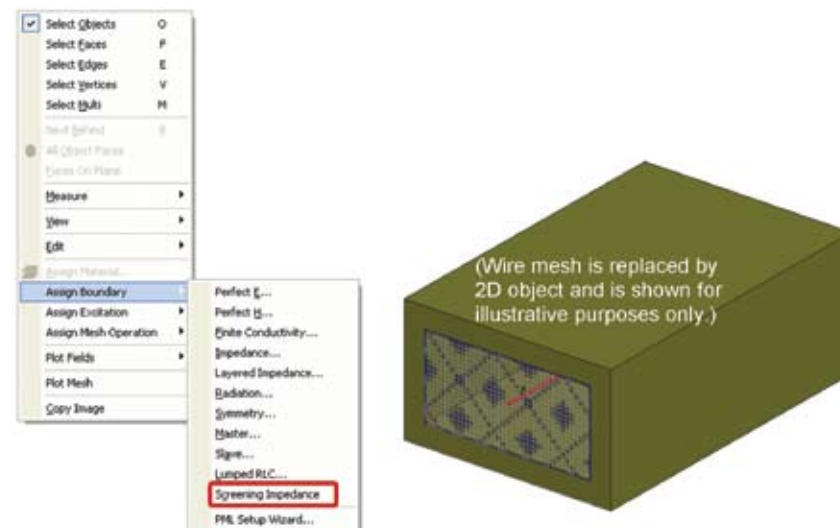 Select Objects O
Select Faces F
Select Edges E
Select Vertices V
Select Multi M
Next Behind B
All Object Faces
Faces On Plane
Measure
View
Edit
Assign Material...
Assign Boundary
Assign Excitation
Assign Mesh Operation
Plot Fields
Plot Mesh
Copy Image
Perfect E...
Perfect H...
Finite Conductivity...
Impedance...
Layered Impedance...
Radiation...
Symmetry...
Master...
Slave...
Lumped RLC...
Screening Impedance
PML Setup Wizard...
(Wire mesh is replaced by
2D object and is shown for
illustrative purposes only.)